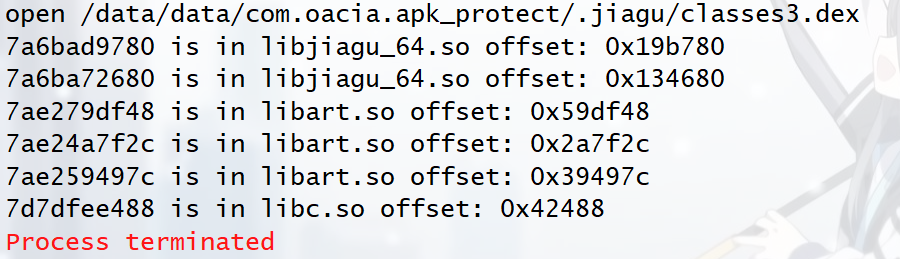 open /data/data/com.oacia.apk_protect/.jiagu/classes3.dex
7a6bad9780 is in libjiagu_64.so offset: 0x19b780
7a6ba72680 is in libjiagu_64.so offset: 0x134680
7ae279df48 is in libart.so offset: 0x59df48
7ae24a7f2c is in libart.so offset: 0x2a7f2c
7ae259497c is in libart.so offset: 0x39497c
7d7dfee488 is in libc.so offset: 0x42488
Process terminated